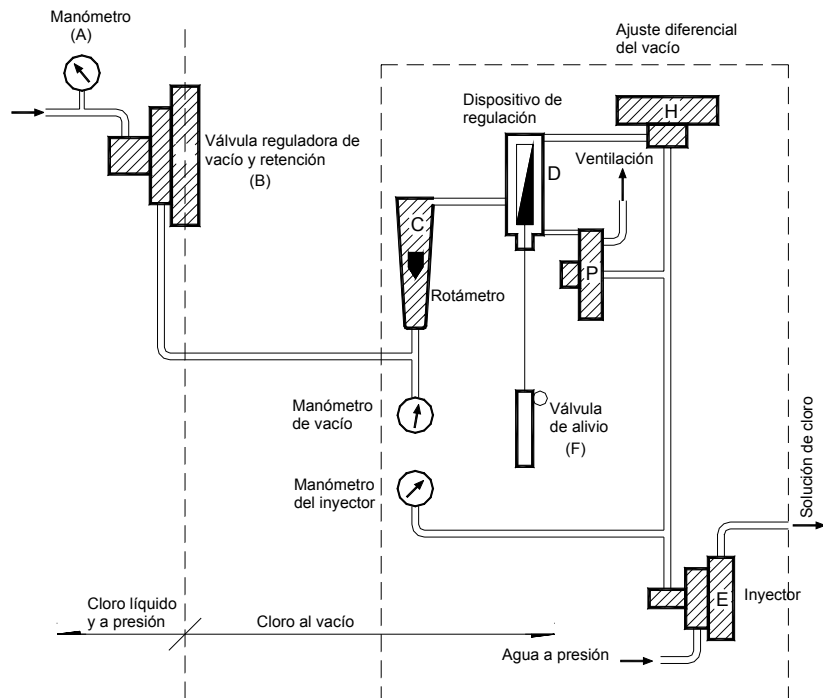 Manómetro
(A)
Ajuste diferencial
del vacío
Dispositivo de
regulación
H
Válvula reguladora de
vacío y retención
(B)
Ventilación
D
C
P
Rotámetro
Manómetro
de vacío
Válvula
de alivio
(F)
Manómetro
del inyector
Solución de cloro
E
Inyector
Cloro líquido
y a presión
Cloro al vacío
Agua a presión